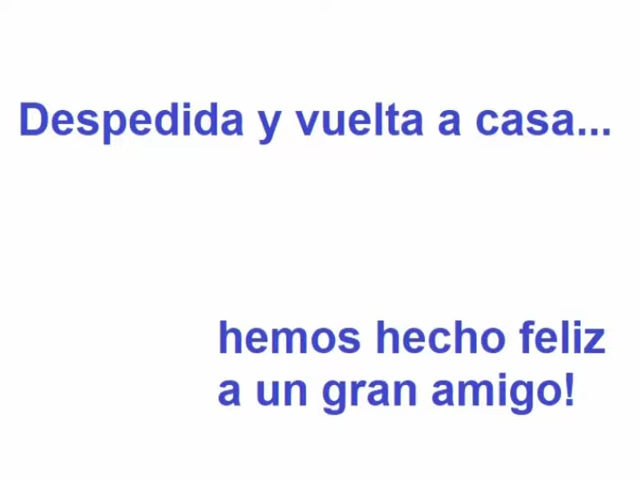 Despedida y vuelta a casa...
hemos hecho feliz
a un gran amigo!